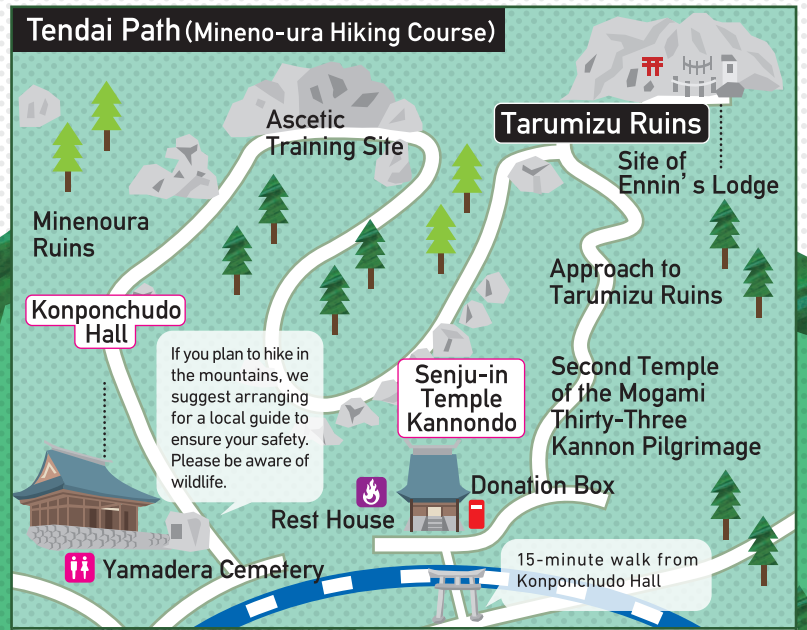 Tendai Path (Mineno-ura Hiking Course)
Ascetic
Training Site
Tarumizu Ruins
Site of
Ennin's Lodge
Minenoura
Ruins
Approach to
Tarumizu Ruins
Konponchudo
Hall
If you plan to hike in
the mountains, we
suggest arranging
for a local guide to
ensure your safety.
Please be aware of
wildlife.
Senju-in
Temple
Kannondo
Second Temple
of the Mogami
Thirty-Three
Kannon Pilgrimage
Donation Box
Rest House
Yamadera Cemetery
15-minute walk from
Konponchudo Hall